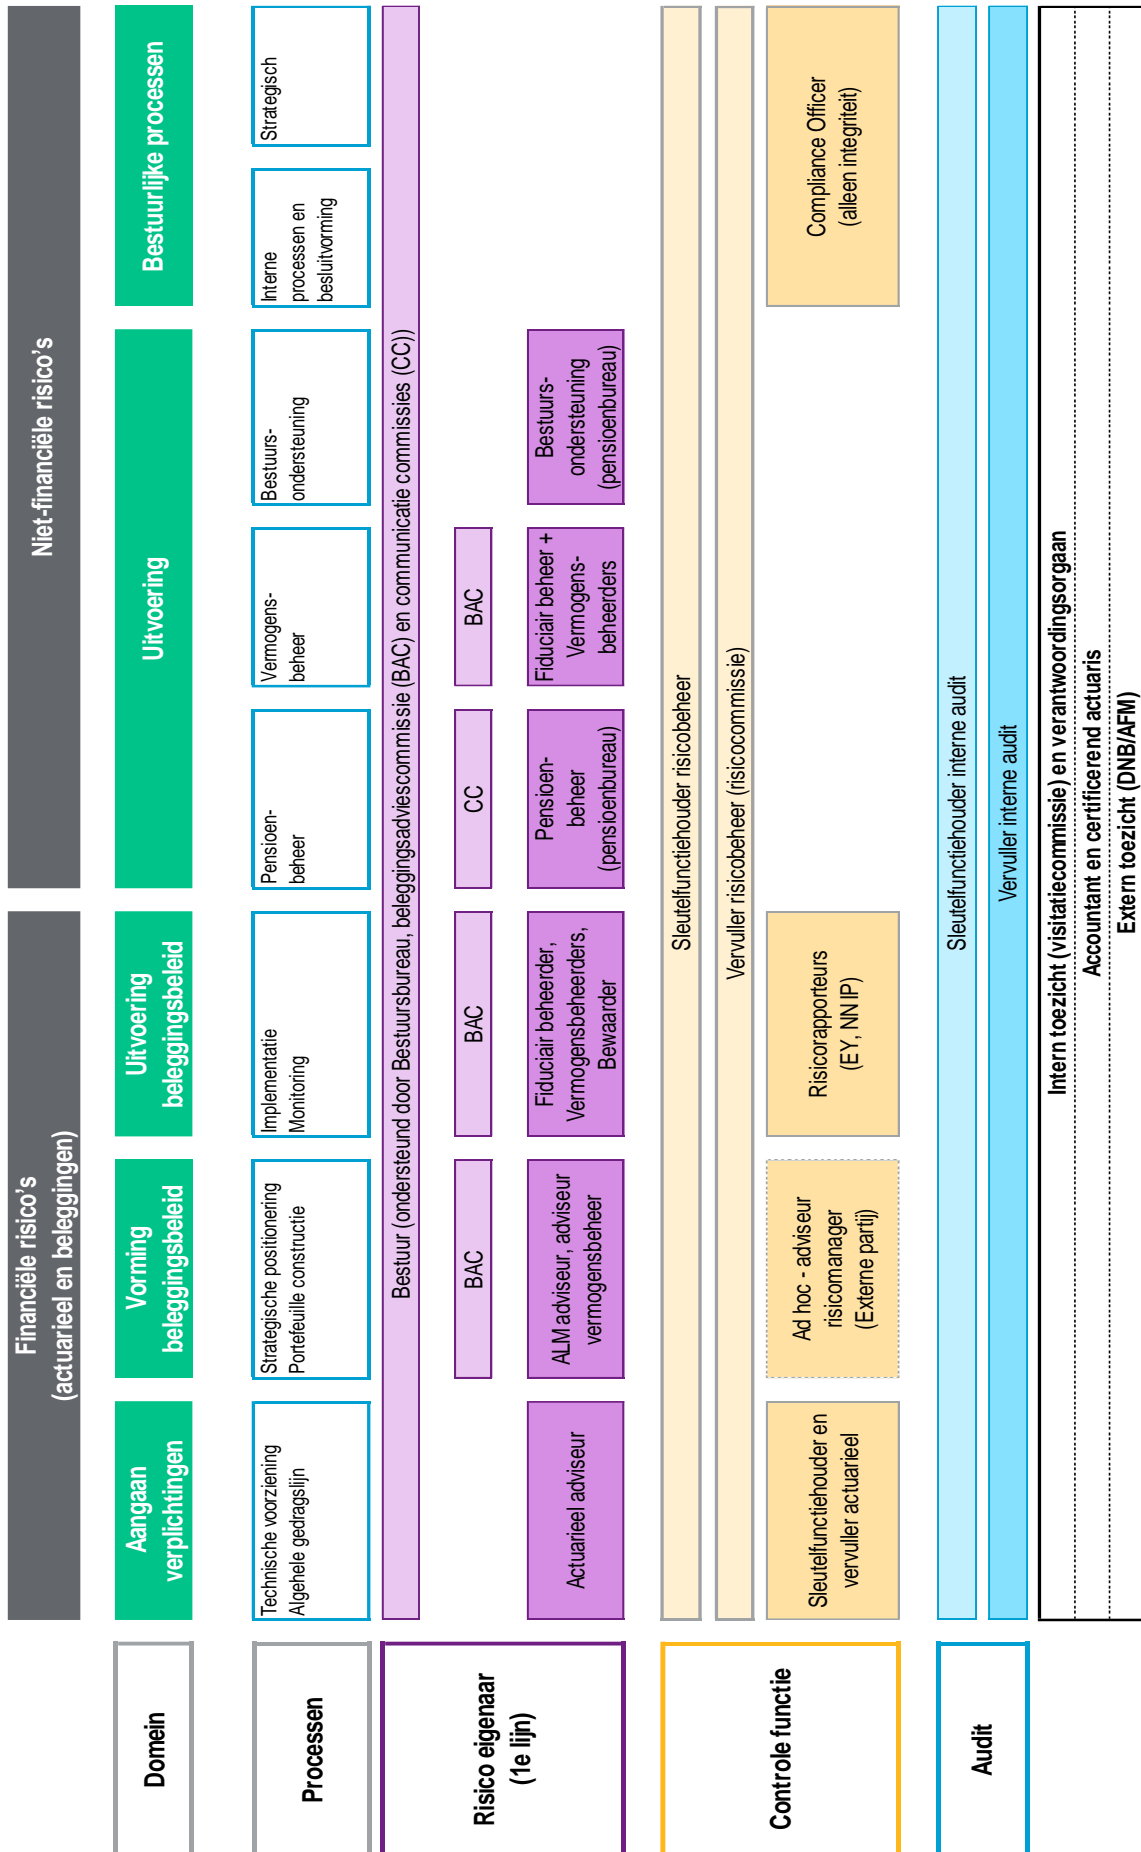 Financiële risico's
(actuarieel en beleggingen)
Niet-financiële risico's
Domein
Aangaan
verplichtingen
Vorming
beleggingsbeleid
Uitvoering
beleggingsbeleid
Uitvoering
Bestuurlijke processen
Processen
Technische voorziening
Algehele gedragslijn
Strategische positionering
Portefeuille constructie
Implementatie
Monitoring
Pensioen-
beheer
Vermogens-
beheer
Bestuurs-
ondersteuning
Interne
processen en
besluitvorming
Strategisch
Risico eigenaar
(1e lijn)
Bestuur (ondersteund door Bestuursbureau, beleggingsadviescommissie (BAC) en communicatie commissies (CC))
BAC
BAC
CC
BAC
Actuarieel adviseur
ALM adviseur, adviseur
vermogensbeheer
Fiduciair beheerder,
Vermogensbeheerders,
Bewaarder
Pensioen-
beheer
(pensioenbureau)
Fiduciair beheer +
Vermogens-
beheerders
Bestuurs-
ondersteuning
(pensioenbureau)
Controle functie
Sleutelfunctiehouder risicobeheer
Vervuller risicobeheer (risicocommissie)
Sleutelfunctiehouder en
vervuller actuarieel
Ad hoc - adviseur
risicomanager
(Externe partij)
Risicorapporteurs
(EY, NN IP)
Compliance Officer
(alleen integriteit)
Audit
Sleutelfunctiehouder interne audit
Vervuller interne audit
Intern toezicht (visitatiecommissie) en verantwoordingsorgaan
Accountant en certificerend actuaris
Extern toezicht (DNB/AFM)